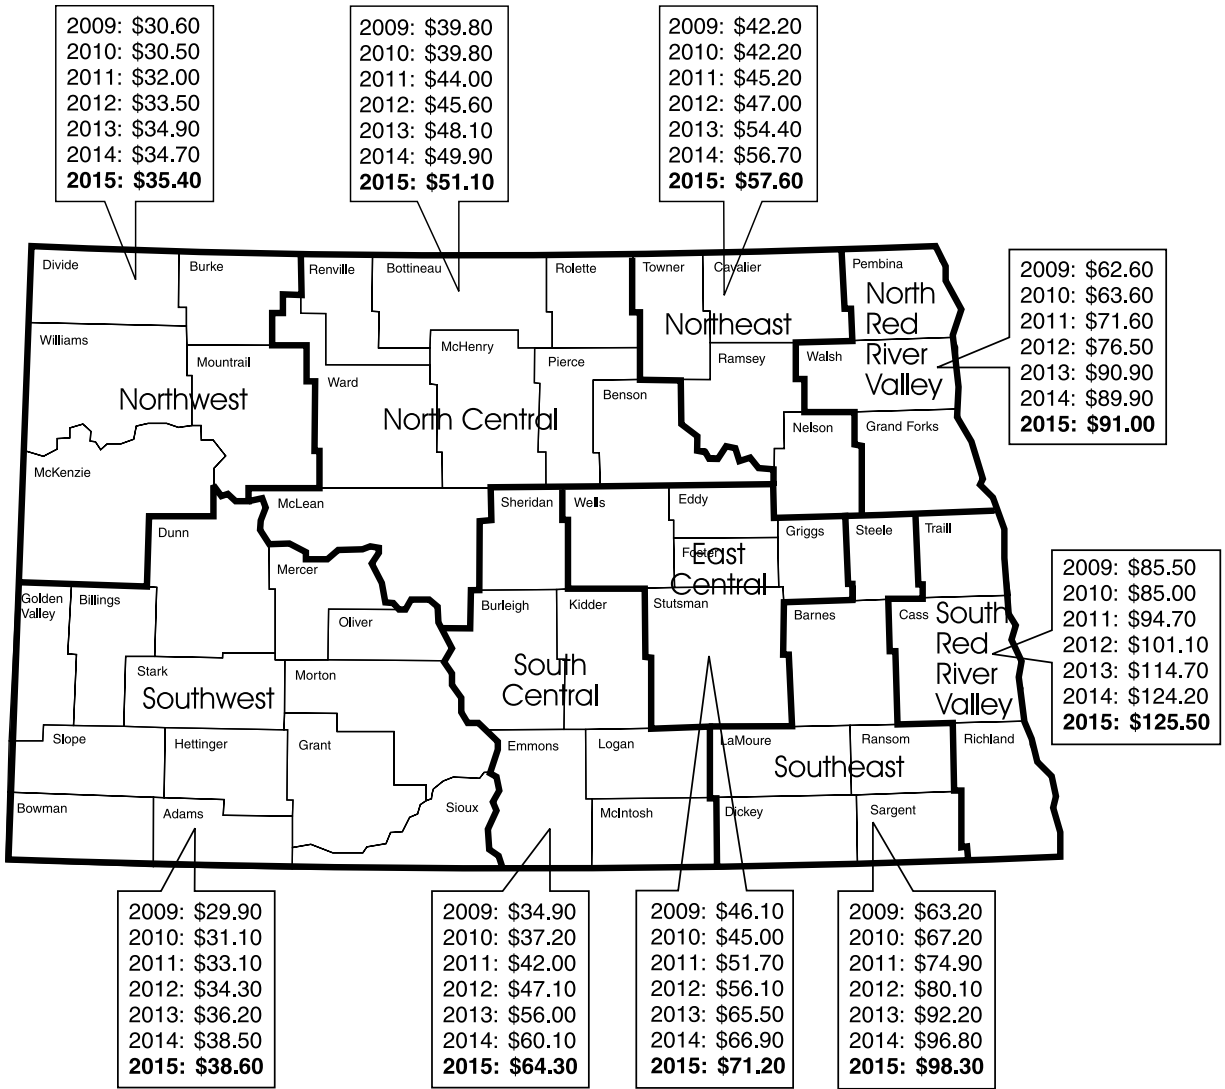 2009: $30.60
2010: $30.50
2011: $32.00
2012: $33.50
2013: $34.90
2014: $34.70
2015: $35.40
2009: $39.80
2010: $39.80
2011: $44.00
2012: $45.60
2013: $48.10
2014: $49.90
2015: $51.10
2009: $42.20
2010: $42.20
2011: $45.20
2012: $47.00
2013: $54.40
2014: $56.70
2015: $57.60
2009: $62.60
2010: $63.60
2011: $71.60
2012: $76.50
2013: $90.90
2014: $89.90
2015: $91.00
Divide
Burke
Renville
Bottineau
Rolette
Towner
Cavalier
Pembina
North
Red
River
Valley
Northeast
Williams
Mountrail
Northwest
McHenry
Pierce
Ramsey
Walsh
Ward
North Central
Benson
Nelson
Grand Forks
McKenzie
McLean
Sheridan
Wells
Eddy
Dunn
Griggs
Steele
Traill
Foster
East
Central
Mercer
Golden
Valley
Billings
Oliver
Burleigh
Kidder
Stutsman
Barnes
Cass
South
Red
River
Valley
2009: $85.50
2010: $85.00
2011: $94.70
2012: $101.10
2013: $114.70
2014: $124.20
2015: $125.50
Stark
Southwest
Morton
South
Central
Slope
Hettinger
Grant
Emmons
Logan
LaMoure
Ransom
Richland
Southeast
Bowman
Adams
Sioux
McIntosh
Dickey
Sargent
2009: $29.90
2010: $31.10
2011: $33.10
2012: $34.30
2013: $36.20
2014: $38.50
2015: $38.60
2009: $34.90
2010: $37.20
2011: $42.00
2012: $47.10
2013: $56.00
2014: $60.10
2015: $64.30
2009: $46.10
2010: $45.00
2011: $51.70
2012: $56.10
2013: $65.50
2014: $66.90
2015: $71.20
2009: $63.20
2010: $67.20
2011: $74.90
2012: $80.10
2013: $92.20
2014: $96.80
2015: $98.30